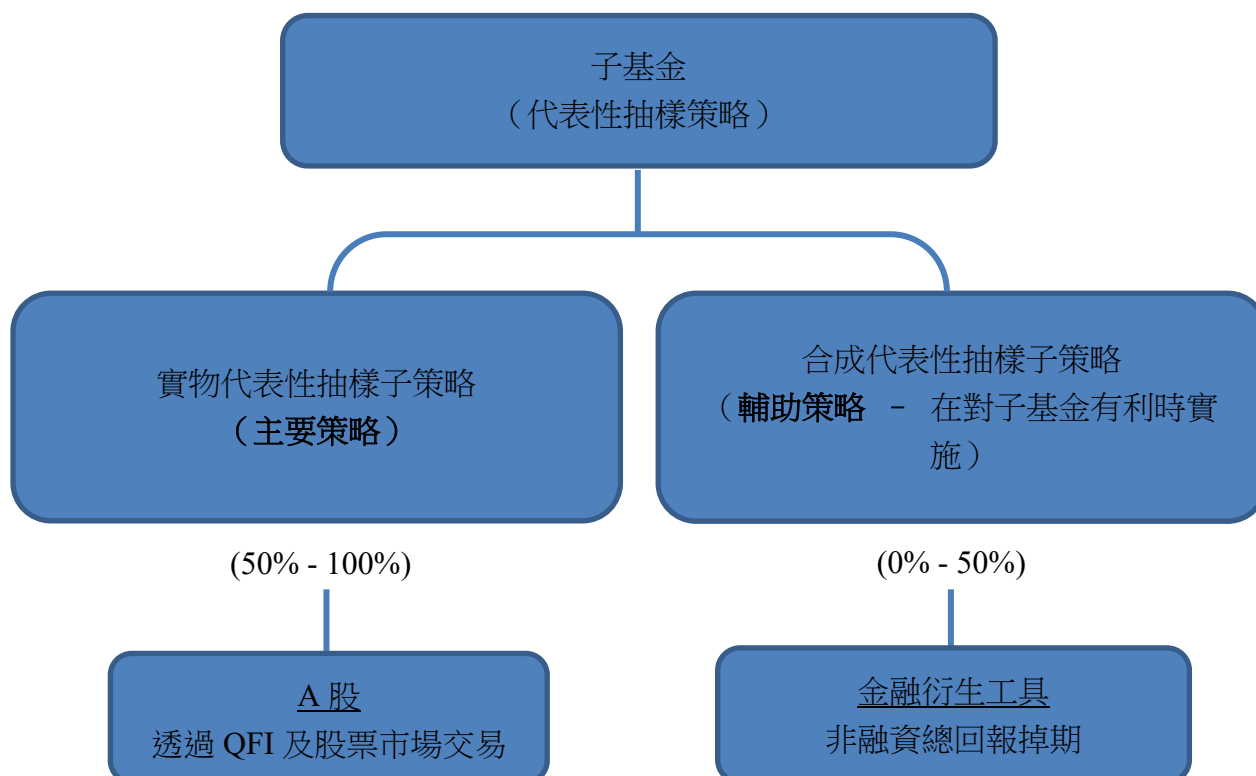 子基金
（代表性抽樣策略）
實物代表性抽樣子策略
（主要策略）
合成代表性抽樣子策略
（輔助策略 － 在對子基金有利時實
施）
(50% - 100%)
(0% - 50%)
A 股
透過 QFI 及股票市場交易
金融衍生工具
非融資總回報掉期